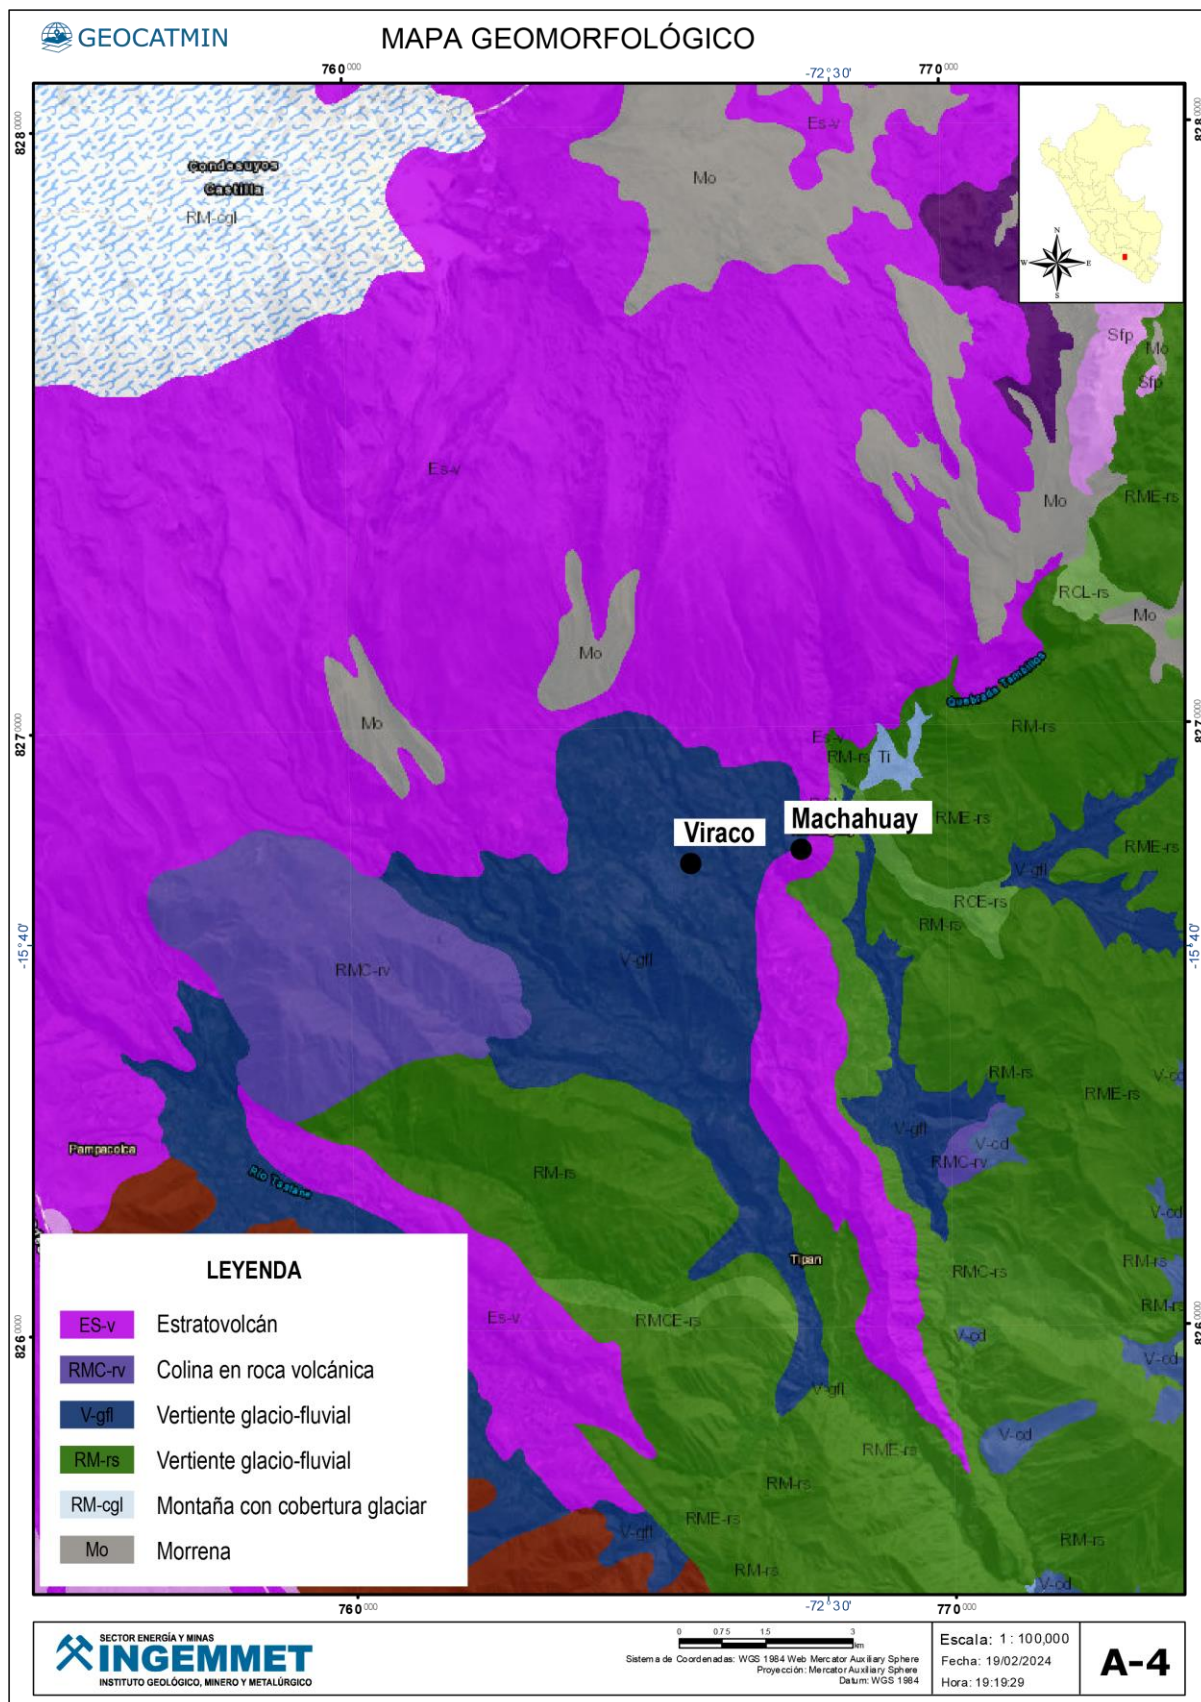 GEOCATMIN
MAPA GEOMORFOLÓGICO
760000
-72°30'
770000
8280000
8280000
Es-v
Condesuyos
Castilla
RM-cgl
Mo
N
W
E
S
Sfp
Mo
Sfp
Es-v
Mo
RME-rs
RCL-rs
Mo
Mo
Quebrada Tamblilos
Mo
RM-rs
8270000
8270000
Es-v
RM-rs
Ti
Viraco
Machahuay
RME-rs
RME-rs
V-gfl
RCE-rs
RM-rs
-15°40'
-15°40'
V-gfl
RMC-rv
RM-rs
V-cd
RME-rs
V-gfl
V-cd
Pampacolca
RMC-rv
RM-rs
V-cd
Tipan
RM-rs
RMC-rs
RM-rs
Es-v
RMCE-rs
8260000
8260000
V-cd
V-cd
V-gfl
V-cd
RME-rs
RM-rs
RME-rs
V-gfl
RM-rs
RM-rs
V-cd
LEYENDA
ES-v Estratovolcán
RMC-rv Colina en roca volcánica
V-gfl Vertiente glacio-fluvial
RM-rs Vertiente glacio-fluvial
RM-cgl Montaña con cobertura glaciar
Mo Morrena
760000
-72°30'
770000
SECTOR ENERGÍA Y MINAS
INGEMMET
INSTITUTO GEOLÓGICO, MINERO Y METALÚRGICO
0 0.75 1.5 3
km
Sistema de Coordenadas: WGS 1984 Web Mercator Auxiliary Sphere
Proyección: Mercator Auxiliary Sphere
Datum: WGS 1984
Escala: 1 : 100,000
Fecha: 19/02/2024
Hora: 19:19:29
A-4